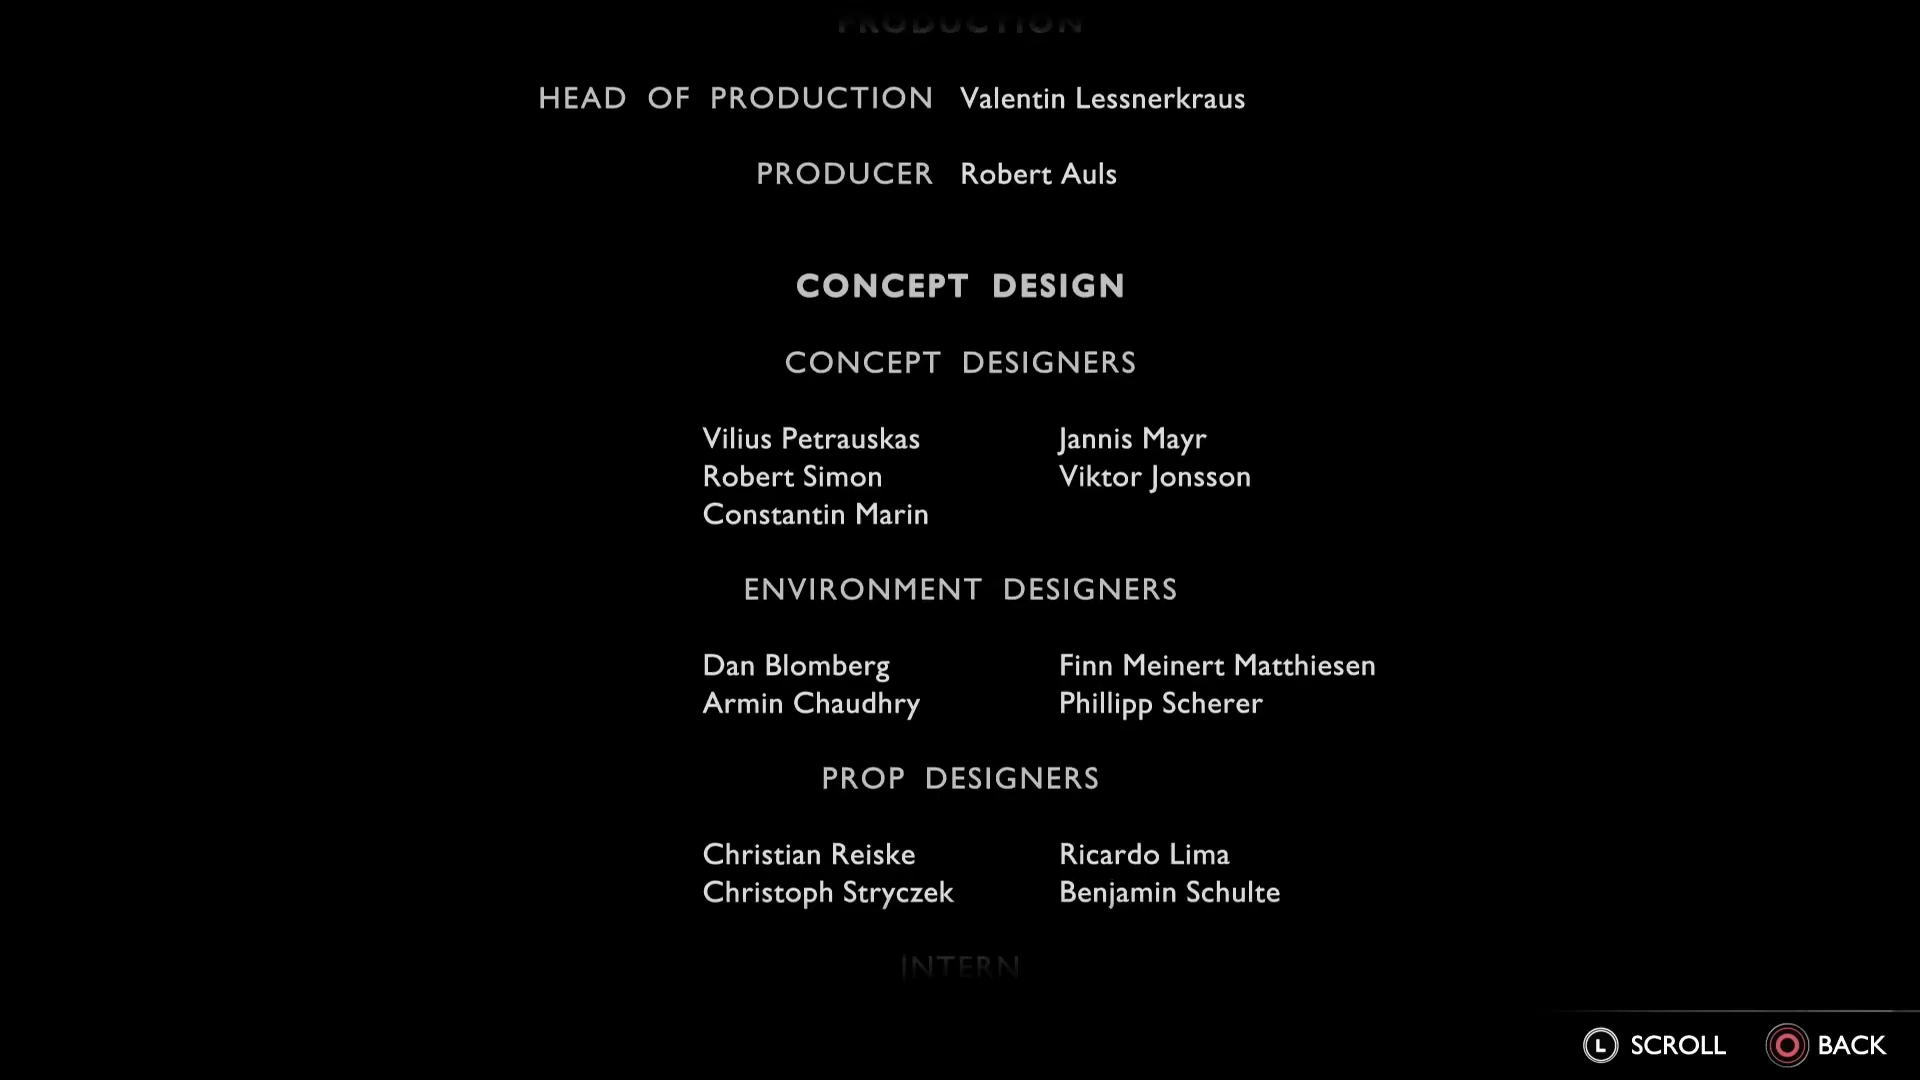 PRODUCTION
HEAD OF PRODUCTION Valentin Lessnerkraus
PRODUCER Robert Auls
CONCEPT DESIGN
CONCEPT DESIGNERS
Vilius Petrauskas Jannis Mayr
Robert Simon Viktor Jonsson
Constantin Marin
ENVIRONMENT DESIGNERS
Dan Blomberg Finn Meinert Matthiesen
Armin Chaudhry Phillipp Scherer
PROP DESIGNERS
Christian Reiske Ricardo Lima
Christoph Stryczek Benjamin Schulte
INTERN
L SCROLL BACK